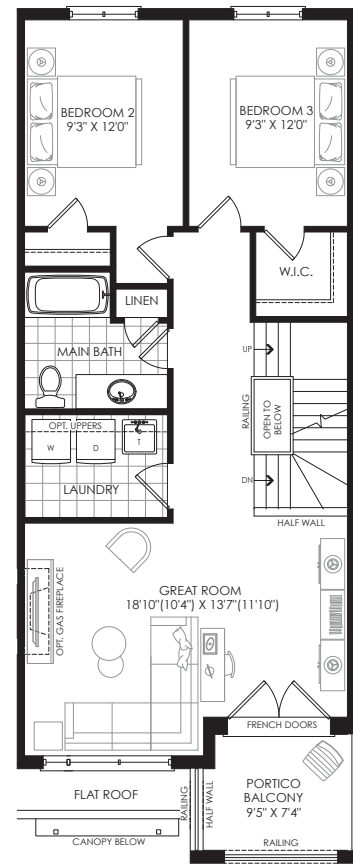 BEDROOM 2
9'3" X 12'0"
BEDROOM 3
9'3" X 12'0"
W.I.C.
LINEN
MAIN BATH
UP
RAILING
OPEN TO
BELOW
OPT. UPPERS
W
D
T
DN
LAUNDRY
HALF WALL
OPT. GAS FIREPLACE
GREAT ROOM
18'10"(10'4") X 13'7"(11'10")
FRENCH DOORS
FLAT ROOF
RAILING
HALF WALL
PORTICO
BALCONY
9'5" X 7'4"
CANOPY BELOW
RAILING